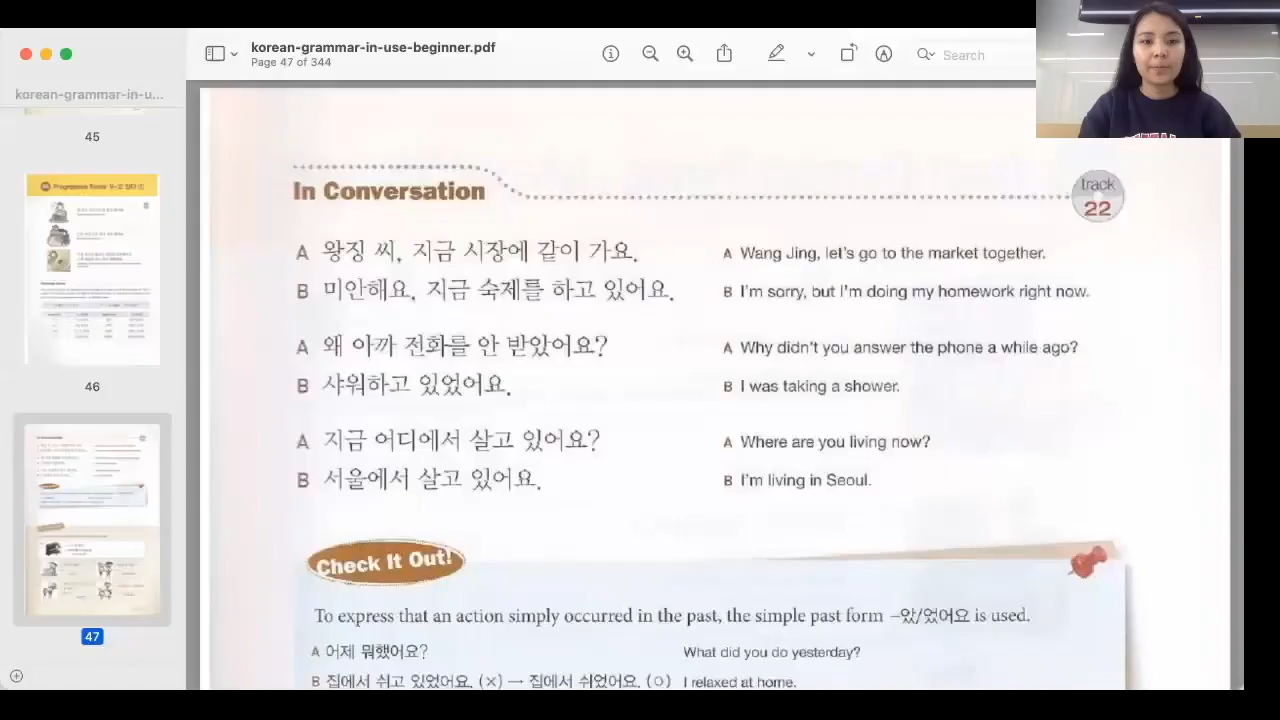 korean-grammar-in-use-beginner.pdf
Page 47 of 344
Search
korean-grammar-in-u...
45
46
47
In Conversation
track
22
A 왕징 씨, 지금 시장에 같이 가요.
A Wang Jing, let's go to the market together.
B 미안해요. 지금 숙제를 하고 있어요.
B I'm sorry, but I'm doing my homework right now.
A 왜 아까 전화를 안 받았어요?
A Why didn't you answer the phone a while ago?
B 샤워하고 있었어요.
B I was taking a shower.
A 지금 어디에서 살고 있어요?
A Where are you living now?
B 서울에서 살고 있어요.
B I'm living in Seoul.
Check It Out!
To express that an action simply occurred in the past, the simple past form –았/었어요 is used.
A 어제 뭐했어요?
What did you do yesterday?
B 집에서 쉬고 있었어요. (×) → 집에서 쉬었어요. (○)
I relaxed at home.